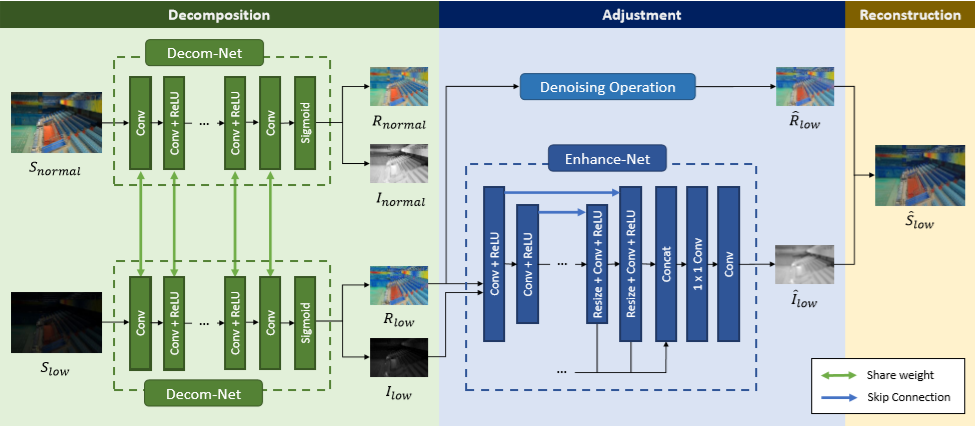 Decomposition
Adjustment
Reconstruction
Decom-Net
Conv
Conv + ReLU
...
Conv + ReLU
Conv
Sigmoid
S_normal
R_normal
I_normal
Denoising Operation
R̂_low
Enhance-Net
Conv + ReLU
Conv + ReLU
...
Resize + Conv + ReLU
Resize + Conv + ReLU
Concat
1 x 1 Conv
Conv
...
Î_low
Ŝ_low
Conv
Conv + ReLU
...
Conv + ReLU
Conv
Sigmoid
Decom-Net
S_low
R_low
I_low
Share weight
Skip Connection